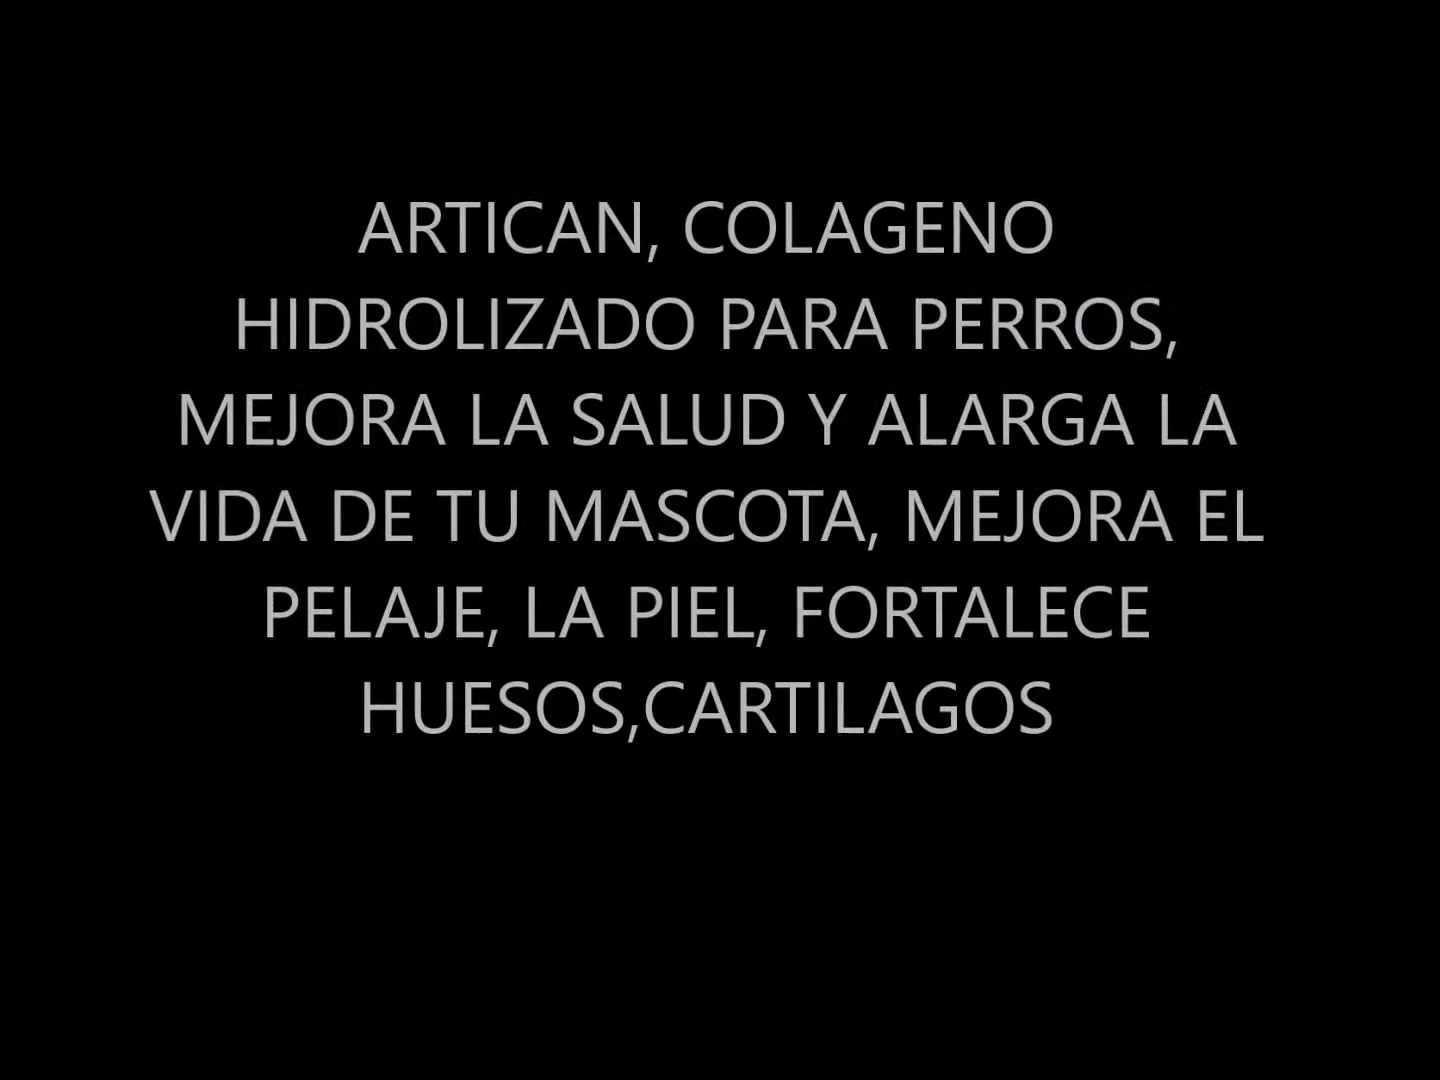 ARTICAN, COLAGENO
HIDROLIZADO PARA PERROS,
MEJORA LA SALUD Y ALARGA LA
VIDA DE TU MASCOTA, MEJORA EL
PELAJE, LA PIEL, FORTALECE
HUESOS,CARTILAGOS